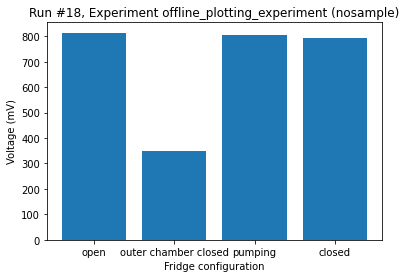 Run #18, Experiment offline_plotting_experiment (nosample)
800
700
600
500
400
300
200
100
0
Voltage (mV)
open outer chamber closed pumping closed
Fridge configuration